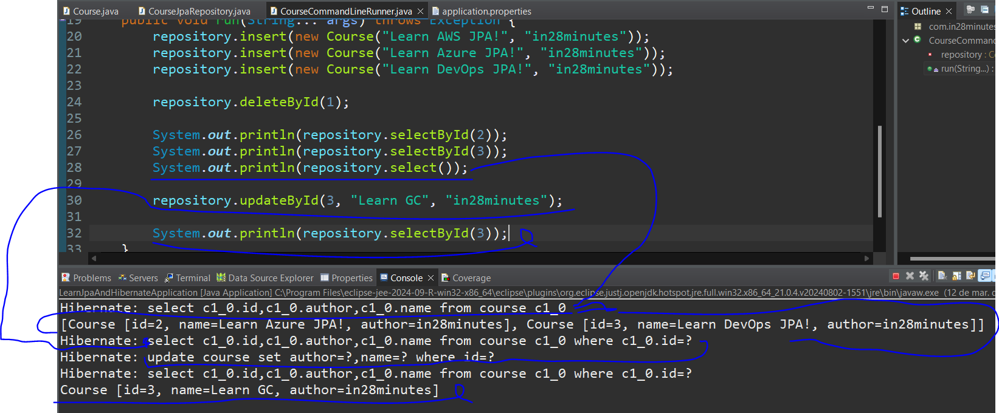 Course.java CourseJpaRepository.java CourseCommandLineRunner.java application.properties
Outline
19 public void run(String... args) throws Exception {
20 repository.insert(new Course("Learn AWS JPA!", "in28minutes"));
21 repository.insert(new Course("Learn Azure JPA!", "in28minutes"));
22 repository.insert(new Course("Learn DevOps JPA!", "in28minutes"));
23
24 repository.deleteById(1);
25
26 System.out.println(repository.selectById(2));
27 System.out.println(repository.selectById(3));
28 System.out.println(repository.select());
29
30 repository.updateById(3, "Learn GC", "in28minutes");
31
32 System.out.println(repository.selectById(3));
33 }
com.in28minutes
CourseCommand
repository : C
run(String...) :
Problems Servers Terminal Data Source Explorer Properties Console Coverage
LearnJpaAndHibernateApplication [Java Application] C:\Program Files\eclipse-jee-2024-09-R-win32-x86_64\eclipse\plugins\org.eclipse.justj.openjdk.hotspot.jre.full.win32.x86_64_21.0.4.v20240802-1551\jre\bin\javaw.exe (12 de mar. d
Hibernate: select c1_0.id,c1_0.author,c1_0.name from course c1_0
[Course [id=2, name=Learn Azure JPA!, author=in28minutes], Course [id=3, name=Learn DevOps JPA!, author=in28minutes]]
Hibernate: select c1_0.id,c1_0.author,c1_0.name from course c1_0 where c1_0.id=?
Hibernate: update course set author=?,name=? where id=?
Hibernate: select c1_0.id,c1_0.author,c1_0.name from course c1_0 where c1_0.id=?
Course [id=3, name=Learn GC, author=in28minutes]